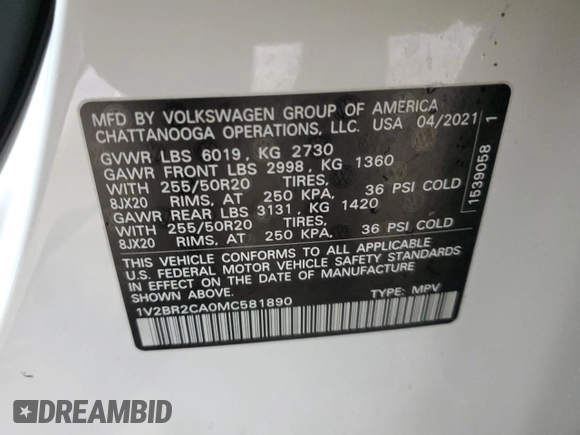 MFD BY VOLKSWAGEN GROUP OF AMERICA
CHATTANOOGA OPERATIONS, LLC. USA 04/2021
GVWR LBS 6019, KG 2730
GAWR FRONT LBS 2998, KG 1360
WITH 255/50R20 TIRES,
8JX20 RIMS, AT 250 KPA, 36 PSI COLD
GAWR REAR LBS 3131, KG 1420
WITH 255/50R20 TIRES,
8JX20 RIMS, AT 250 KPA, 36 PSI COLD
THIS VEHICLE CONFORMS TO ALL APPLICABLE
U.S. FEDERAL MOTOR VEHICLE SAFETY STANDARDS
IN EFFECT ON THE DATE OF MANUFACTURE
SHOWN ABOVE.
1V2BR2CA0MC581890 TYPE: MPV
1539058 1
DREAMBID